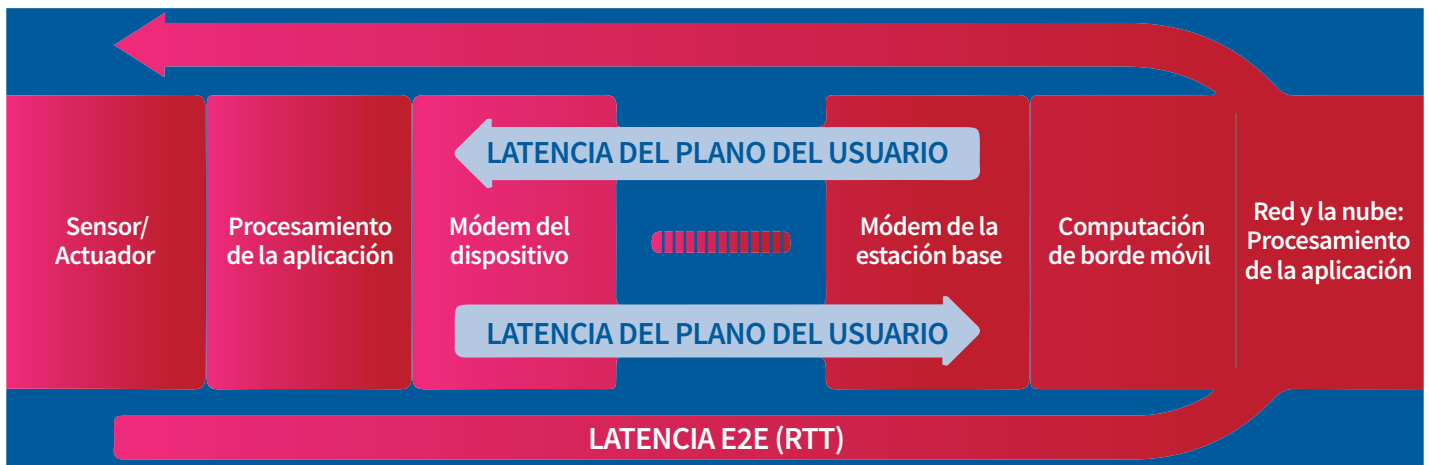 LATENCIA DEL PLANO DEL USUARIO
Sensor/
Actuador
Procesamiento
de la aplicación
Módem del
dispositivo
Módem de la
estación base
Computación
de borde móvil
Red y la nube:
Procesamiento
de la aplicación
LATENCIA DEL PLANO DEL USUARIO
LATENCIA E2E (RTT)